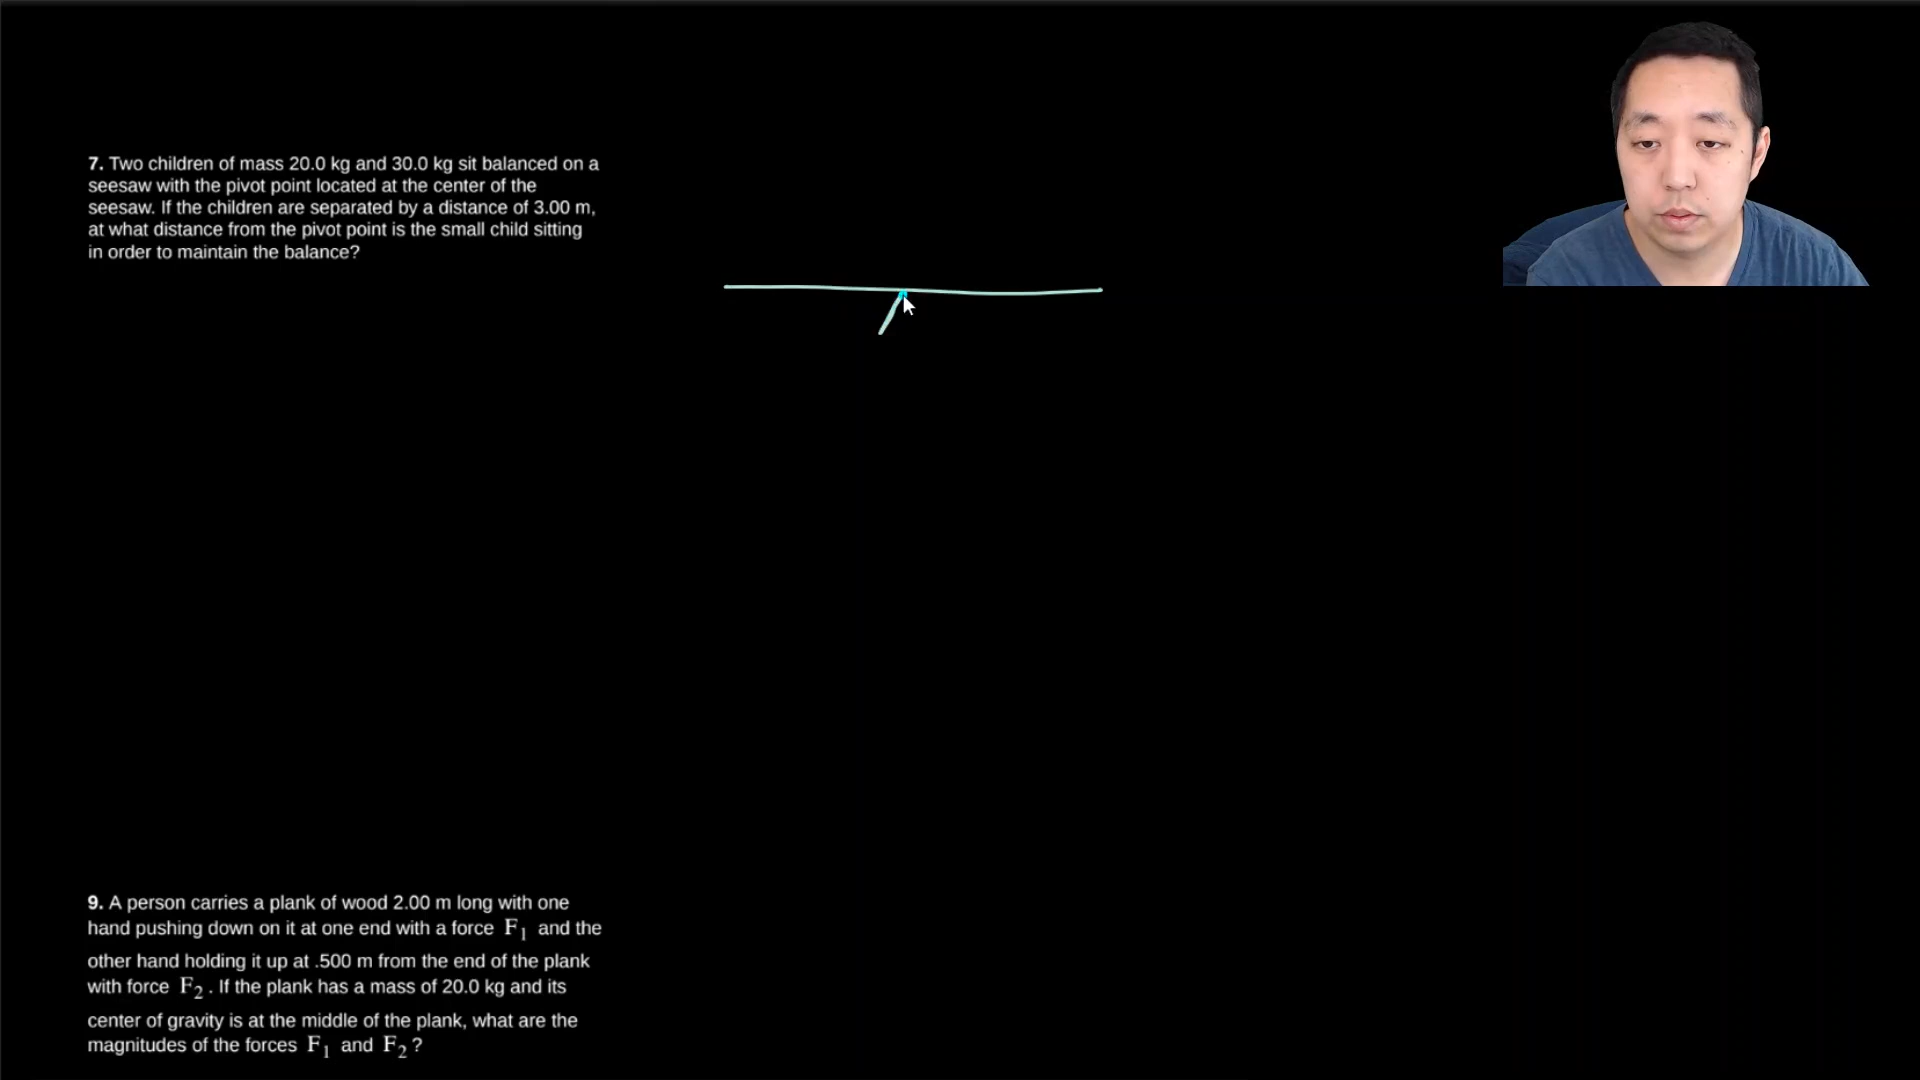 7. Two children of mass 20.0 kg and 30.0 kg sit balanced on a
seesaw with the pivot point located at the center of the
seesaw. If the children are separated by a distance of 3.00 m,
at what distance from the pivot point is the small child sitting
in order to maintain the balance?
9. A person carries a plank of wood 2.00 m long with one
hand pushing down on it at one end with a force F₁ and the
other hand holding it up at .500 m from the end of the plank
with force F₂. If the plank has a mass of 20.0 kg and its
center of gravity is at the middle of the plank, what are the
magnitudes of the forces F₁ and F₂?